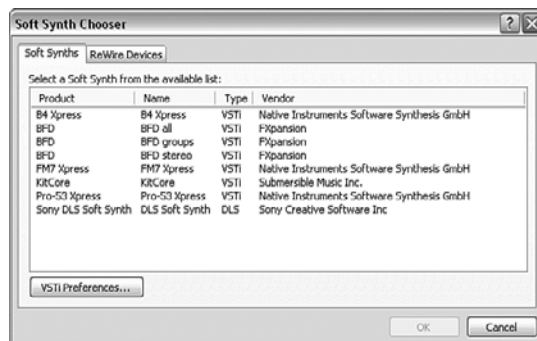 Soft Synth Chooser
Soft Synths ReWire Devices
Select a Soft Synth from the available list:
Product Name Type Vendor
B4 Xpress B4 Xpress VSTi Native Instruments Software Synthesis GmbH
BFD BFD all VSTi FXpansion
BFD BFD groups VSTi FXpansion
BFD BFD stereo VSTi FXpansion
FM7 Xpress FM7 Xpress VSTi Native Instruments Software Synthesis GmbH
KitCore KitCore VSTi Submersible Music Inc.
Pro-53 Xpress Pro-53 Xpress VSTi Native Instruments Software Synthesis GmbH
Sony DLS Soft Synth DLS Soft Synth DLS Sony Creative Software Inc
VSTi Preferences...
OK Cancel